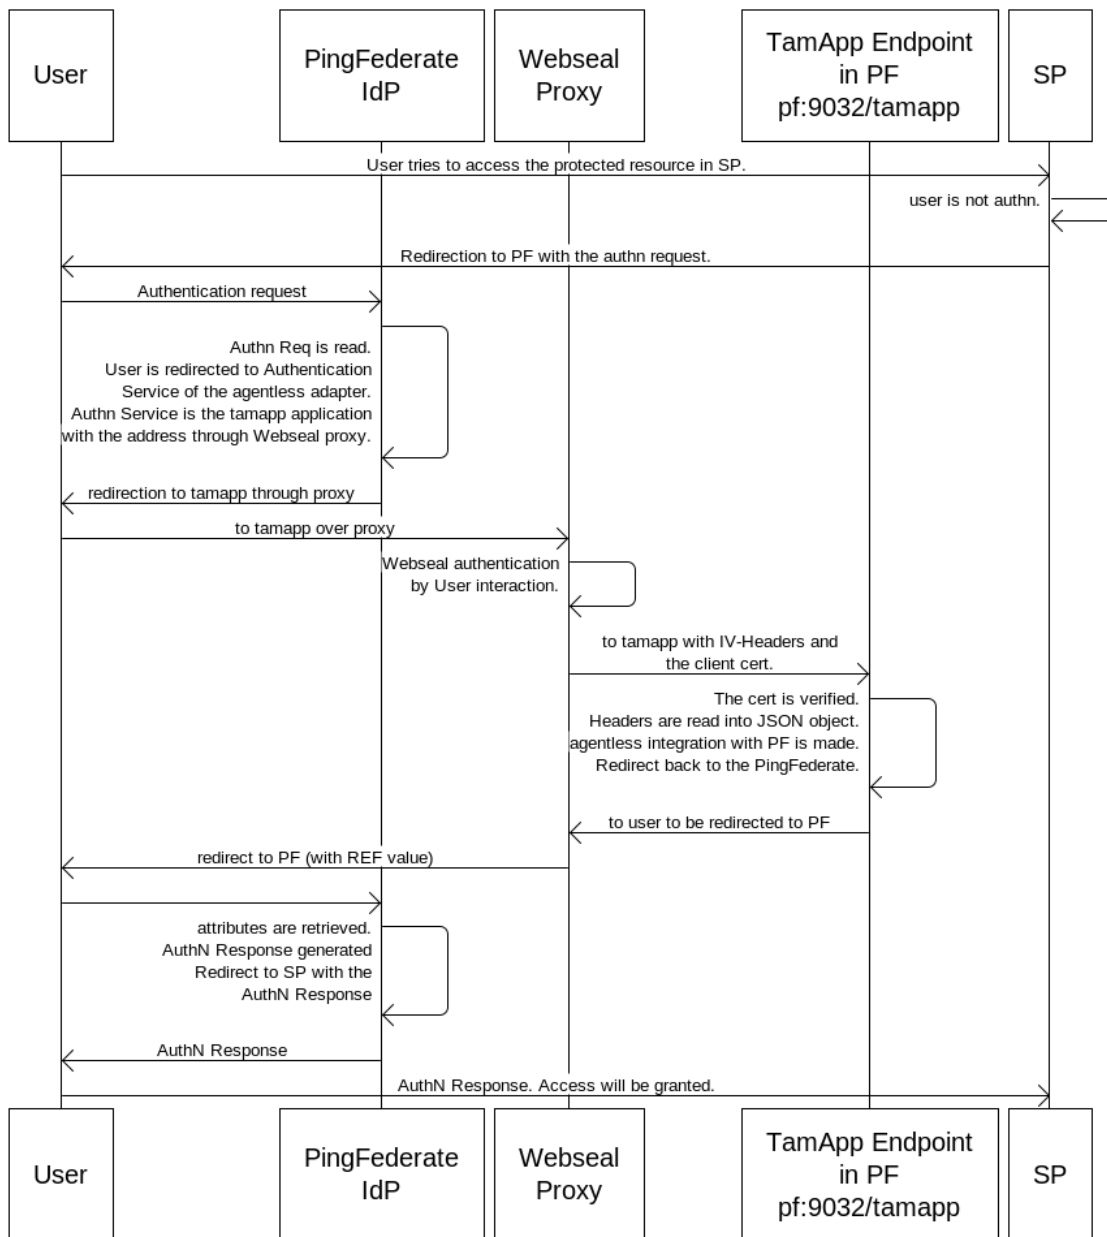 User
PingFederate
IdP
Webseal
Proxy
TamApp Endpoint
in PF
pf:9032/tamapp
SP
User tries to access the protected resource in SP.
user is not authn.
Redirection to PF with the authn request.
Authentication request
Authn Req is read.
User is redirected to Authentication
Service of the agentless adapter.
Authn Service is the tamapp application
with the address through Webseal proxy.
redirection to tamapp through proxy
to tamapp over proxy
Webseal authentication
by User interaction.
to tamapp with IV-Headers and
the client cert.
The cert is verified.
Headers are read into JSON object.
agentless integration with PF is made.
Redirect back to the PingFederate.
to user to be redirected to PF
redirect to PF (with REF value)
attributes are retrieved.
AuthN Response generated
Redirect to SP with the
AuthN Response
AuthN Response
AuthN Response. Access will be granted.
User
PingFederate
IdP
Webseal
Proxy
TamApp Endpoint
in PF
pf:9032/tamapp
SP